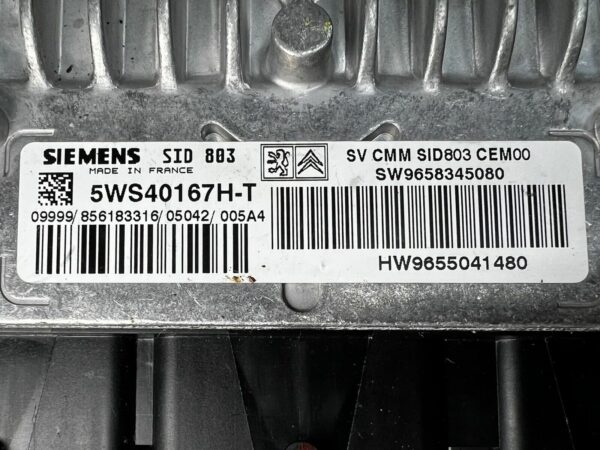 SIEMENS SID 803
MADE IN FRANCE
5WS40167H-T
09999/856183316/05042/005A4
SV CMM SID803 CEM00
SW9658345080
HW9655041480